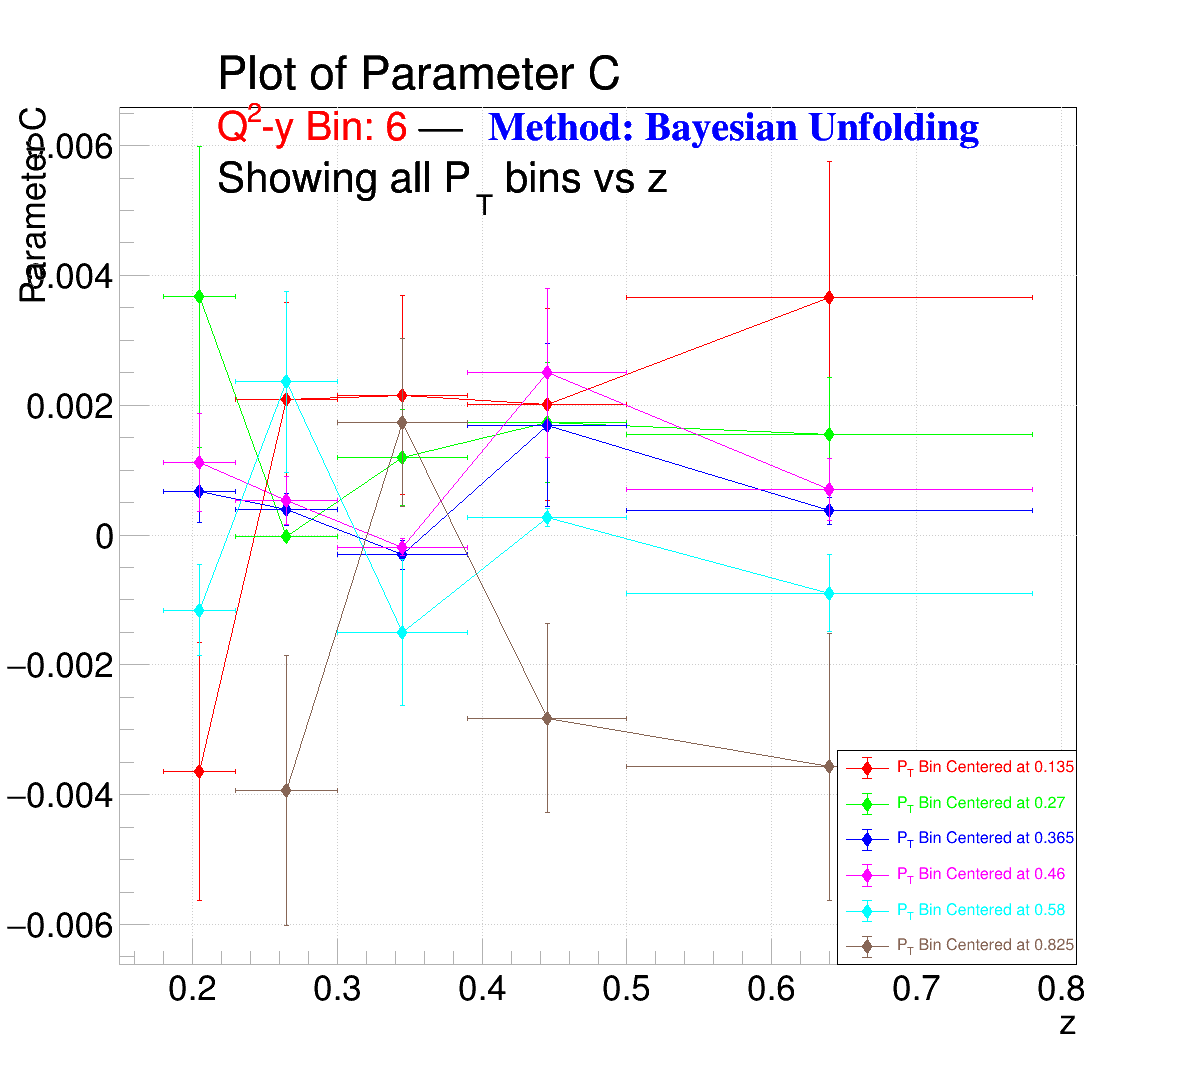 Plot of Parameter C
Q²-y Bin: 6 — Method: Bayesian Unfolding
Showing all P_T bins vs z
Parameter C
0.006
0.004
0.002
0
−0.002
−0.004
−0.006
P_T Bin Centered at 0.135
P_T Bin Centered at 0.27
P_T Bin Centered at 0.365
P_T Bin Centered at 0.46
P_T Bin Centered at 0.58
P_T Bin Centered at 0.825
0.2 0.3 0.4 0.5 0.6 0.7 0.8
z